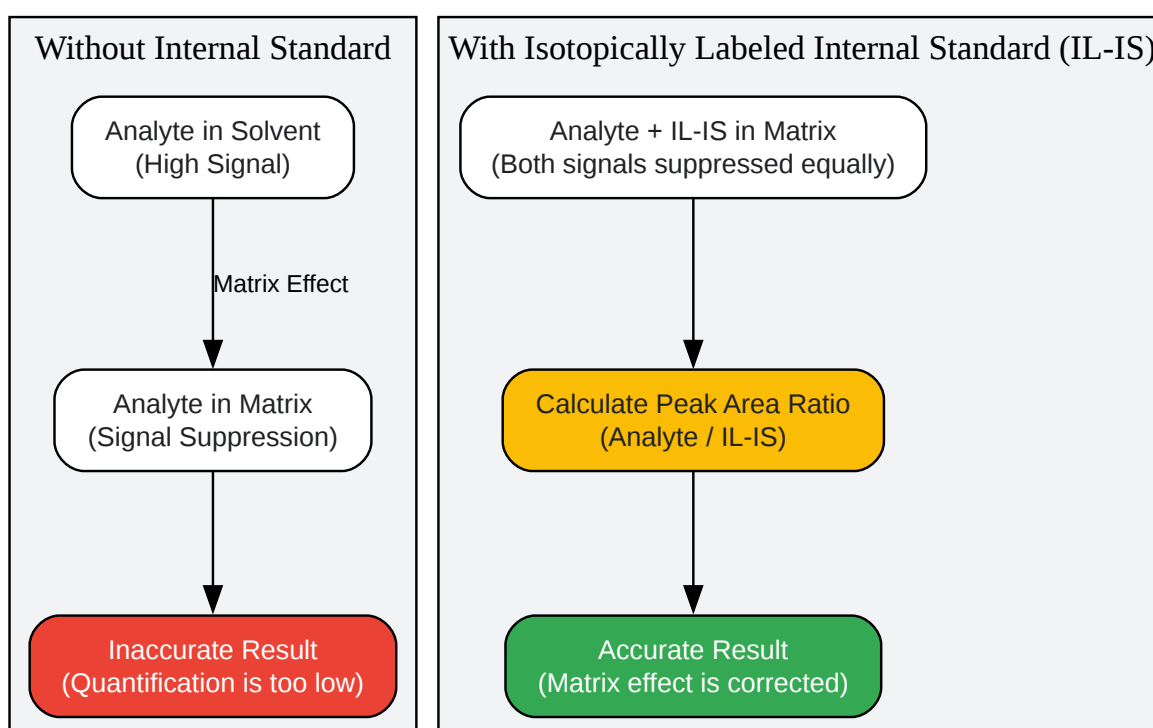 Without Internal Standard
Analyte in Solvent
(High Signal)
Matrix Effect
Analyte in Matrix
(Signal Suppression)
Inaccurate Result
(Quantification is too low)
With Isotopically Labeled Internal Standard (IL-IS)
Analyte + IL-IS in Matrix
(Both signals suppressed equally)
Calculate Peak Area Ratio
(Analyte / IL-IS)
Accurate Result
(Matrix effect is corrected)